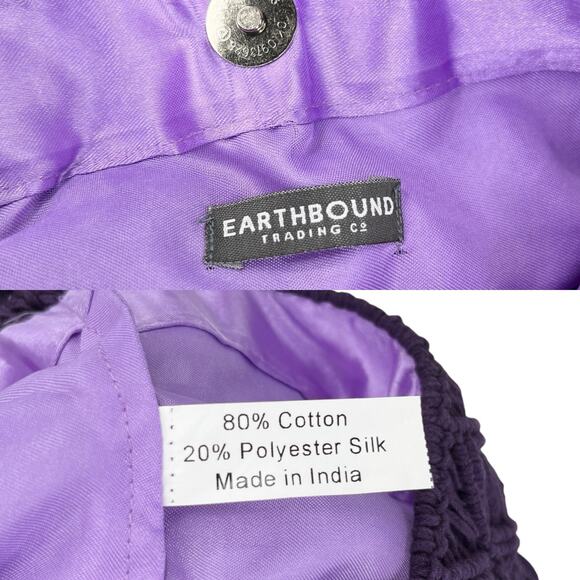 EARTHBOUND
TRADING Cº
80% Cotton
20% Polyester Silk
Made in India